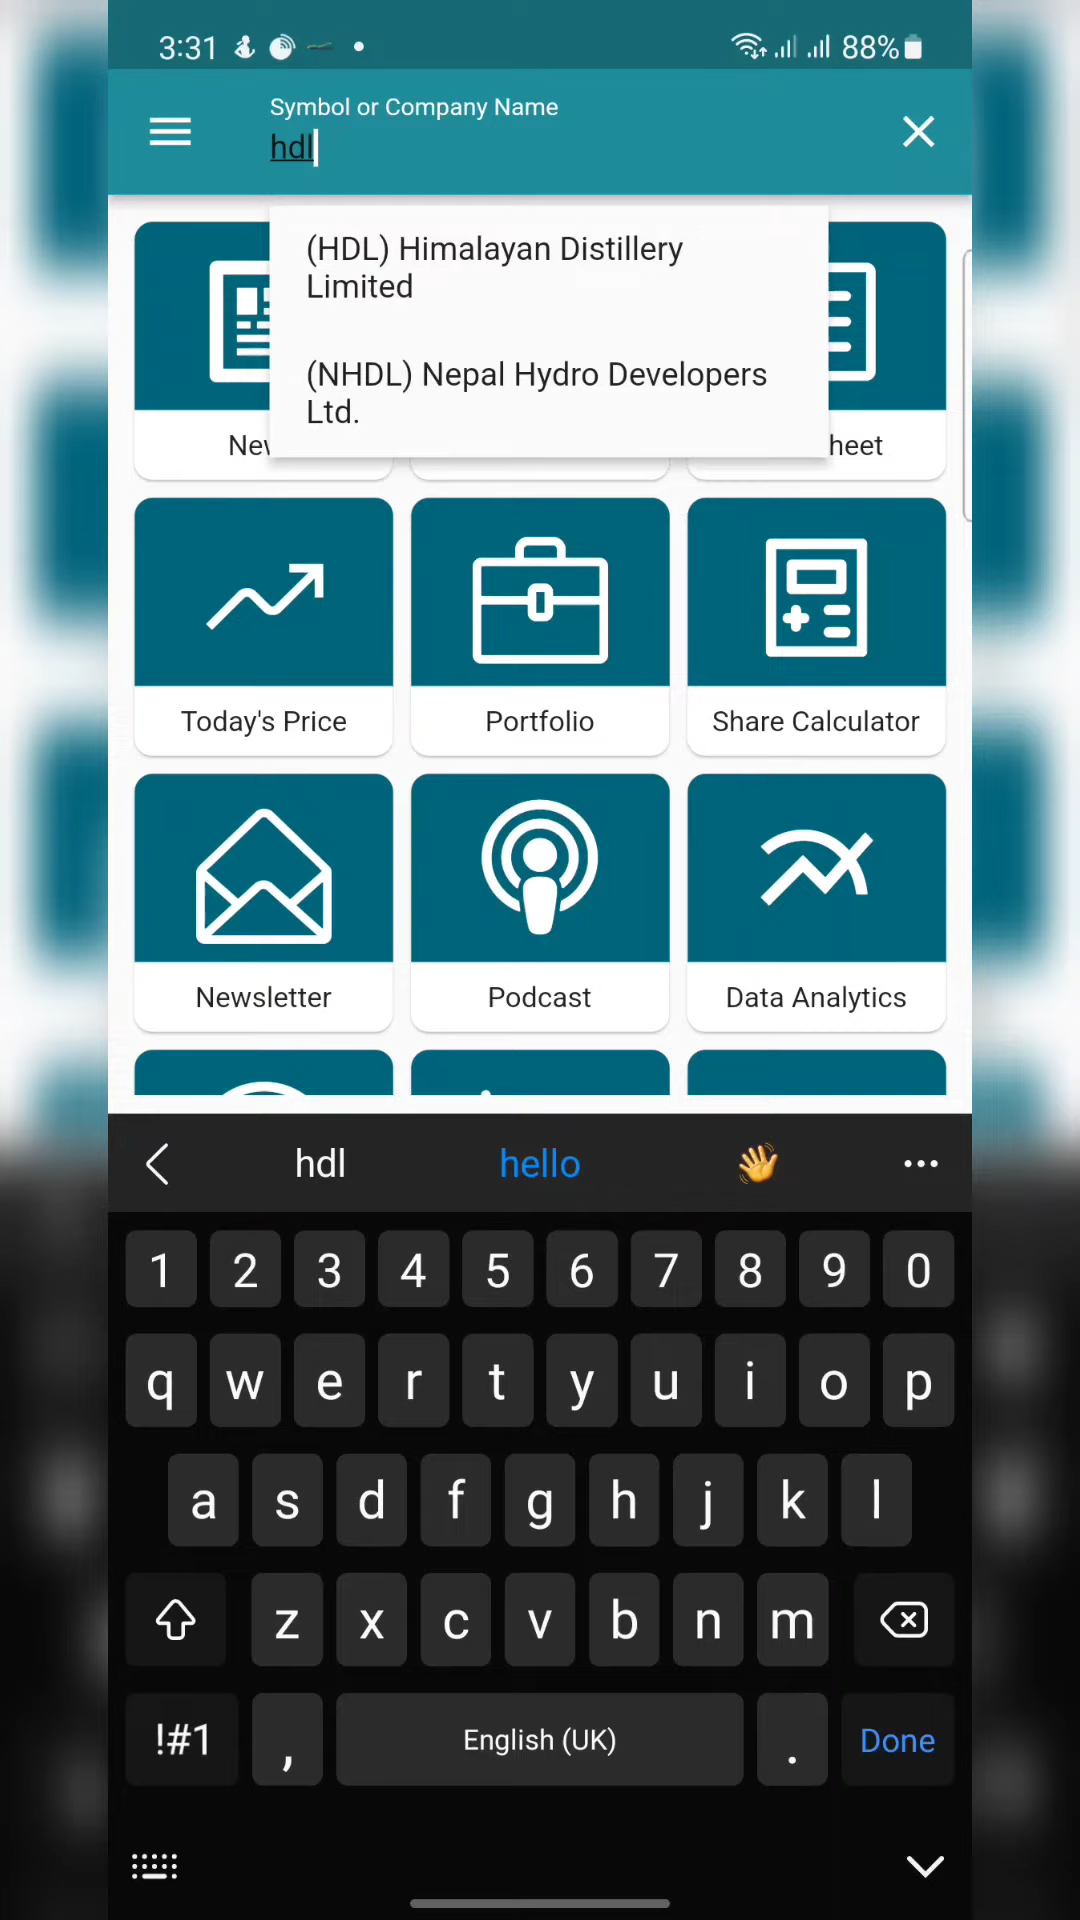 3:31
88%
Symbol or Company Name
hdl
(HDL) Himalayan Distillery
Limited
(NHDL) Nepal Hydro Developers
Ltd.
heet
Today's Price
Portfolio
Share Calculator
Newsletter
Podcast
Data Analytics
hdl
hello
1 2 3 4 5 6 7 8 9 0
q w e r t y u i o p
a s d f g h j k l
z x c v b n m
!#1
,
English (UK)
.
Done